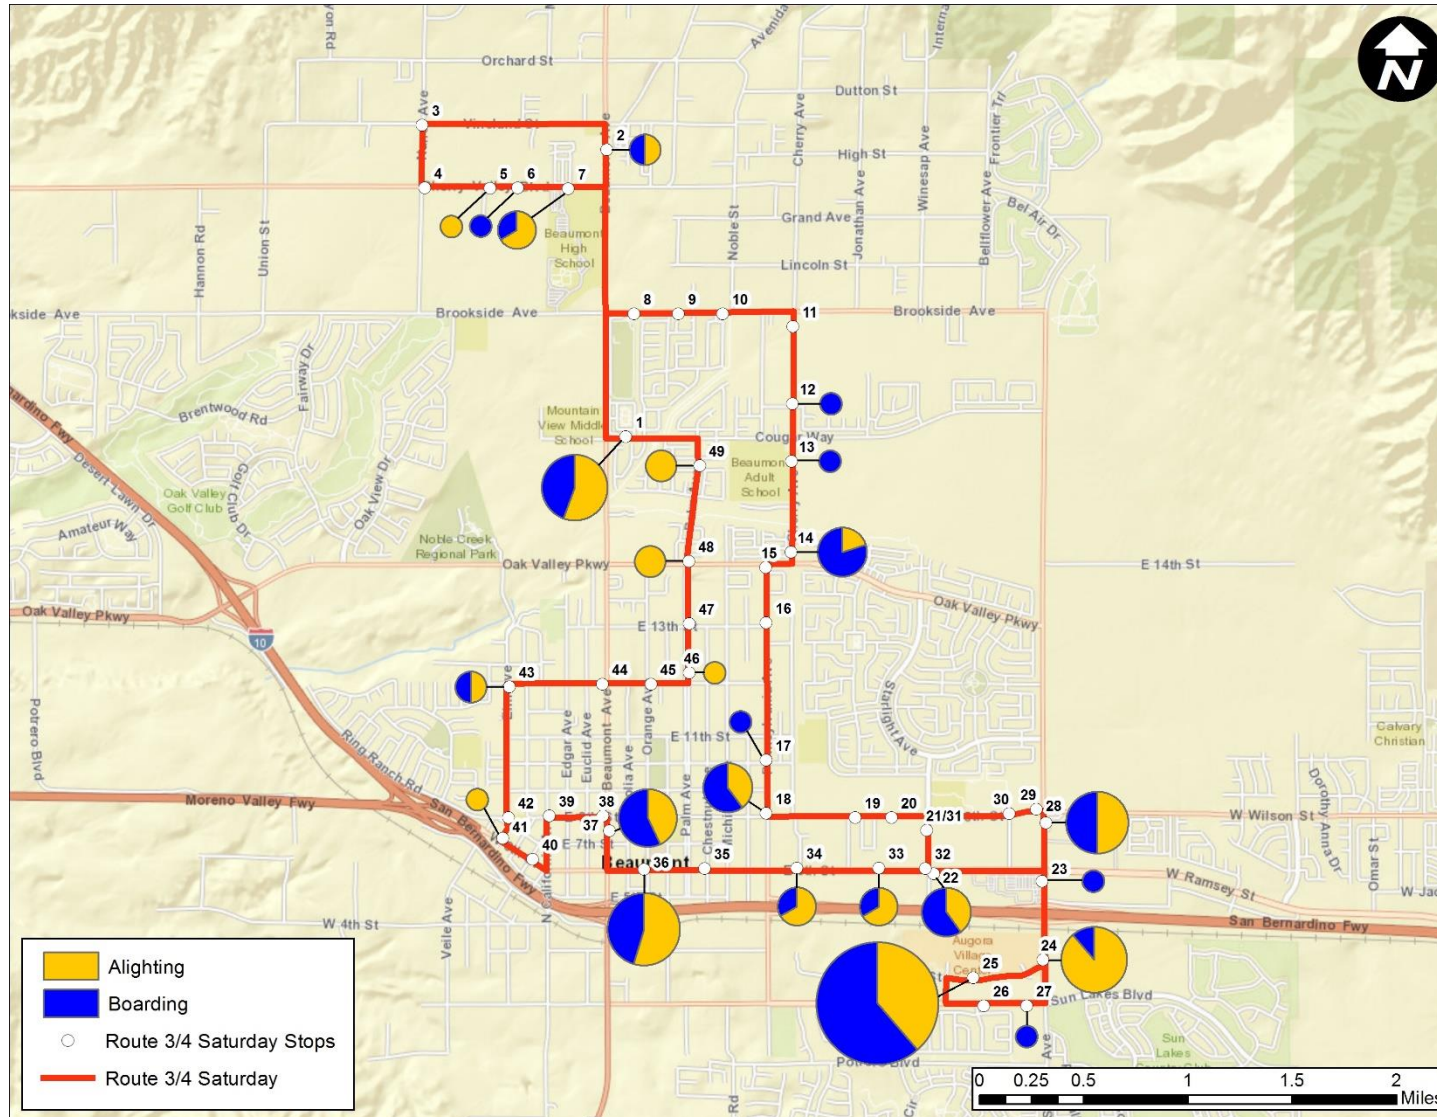 N
Orchard St
Dutton St
High St
Grand Ave
Lincoln St
Noble St
Cherry Ave
Jonathan Ave
Winesap Ave
Bellflower Ave
Frontier Trl
Bel Air Dr
Hannon Rd
Union St
3
2
4
5
6
7
Beaumont
High
School
Brookside Ave
Brookside Ave
8
9
10
11
12
13
14
15
16
Fairway Dr
Brentwood Rd
Mountain
View Middle
School
1
49
Cougar Way
Beaumont
Adult
School
Desert Lawn Dr
Oak Valley
Golf Club
Golf Club Dr
Oak View Dr
Amateur Way
Noble Creek
Regional Park
Oak Valley Pkwy
48
E 14th St
Oak Valley Pkwy
Oak Valley Pkwy
10
47
E 13th St
46
45
44
43
Potrero Blvd
Ring Ranch Rd
Edgar Ave
Euclid Ave
Beaumont Ave
Orange Ave
E 11th St
Starlight Ave
17
18
19
20
21/31
30
29
28
Calvary
Christian
Dorothy Anna Dr
Moreno Valley Fwy
San Bernardino Fwy
Palm Ave
42
41
40
39
38
37
E 7th St
Beaumont
36
35
34
33
32
22
23
W Wilson St
W Ramsey St
Omar St
W 4th St
Veile Ave
San Bernardino Fwy
24
25
26
27
Sun Lakes Blvd
Sun
Lakes
Alighting
Boarding
Route 3/4 Saturday Stops
Route 3/4 Saturday
0 0.25 0.5 1 1.5 2
Miles